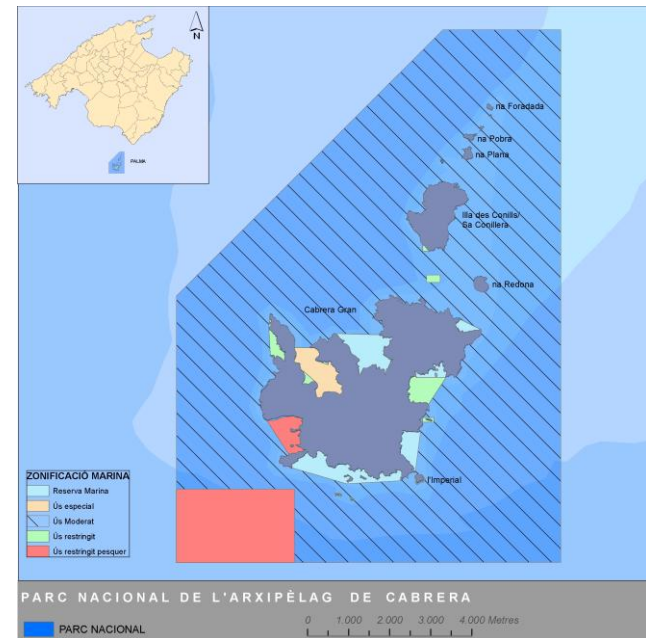 N
PALMA
na Foradada
na Pobra
na Plana
Illa des Conills/
Sa Conillera
na Redona
Cabrera Gran
l'Imperial
ZONIFICACIÓ MARINA
Reserva Marina
Ús especial
Ús Moderat
Ús restringit
Ús restringit pesquer
PARC NACIONAL DE L'ARXIPÈLAG DE CABRERA
PARC NACIONAL
0 1.000 2.000 3.000 4.000 Metres